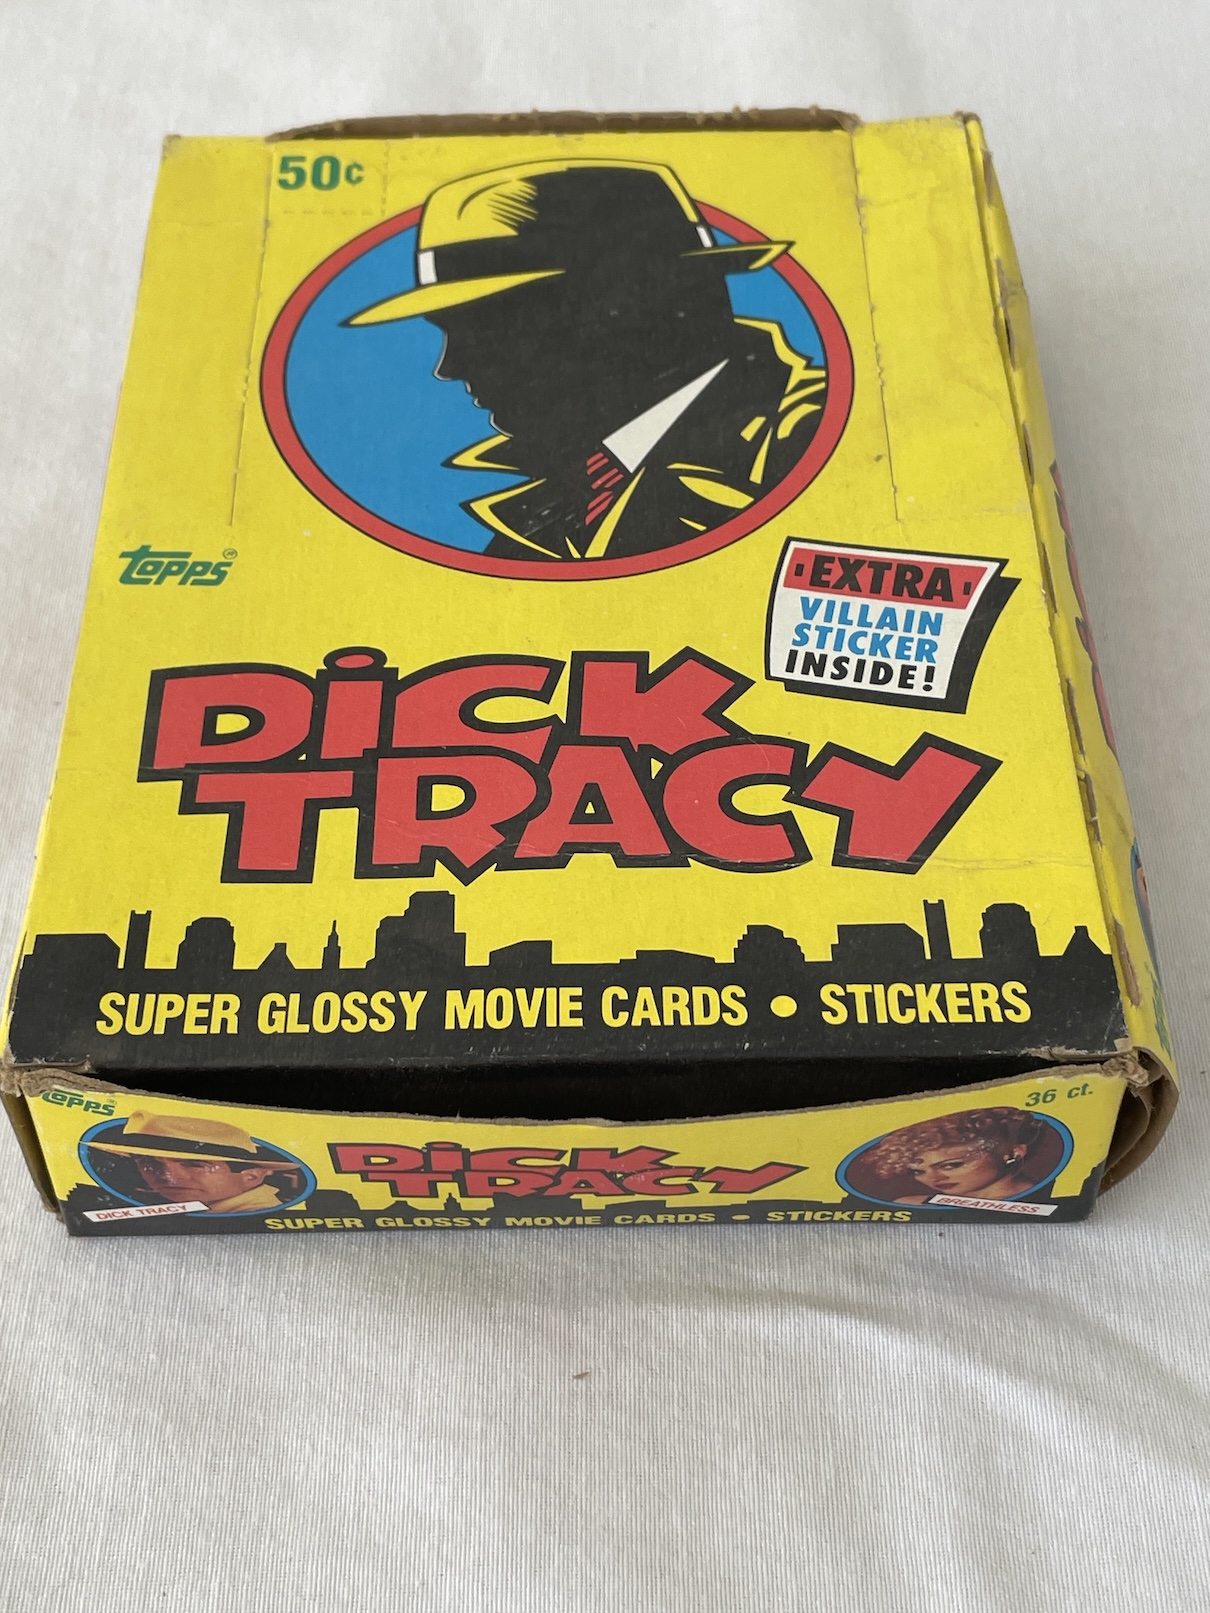 50¢
topps®
EXTRA
VILLAIN
STICKER
INSIDE!
DICK
TRACY
SUPER GLOSSY MOVIE CARDS • STICKERS
topps
36 ct.
DICK
TRACY
DICK TRACY
BREATHLESS
SUPER GLOSSY MOVIE CARDS • STICKERS